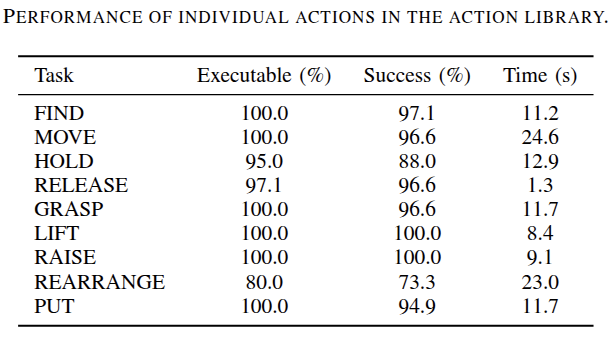 PERFORMANCE OF INDIVIDUAL ACTIONS IN THE ACTION LIBRARY.
Task Executable (%) Success (%) Time (s)
FIND 100.0 97.1 11.2
MOVE 100.0 96.6 24.6
HOLD 95.0 88.0 12.9
RELEASE 97.1 96.6 1.3
GRASP 100.0 96.6 11.7
LIFT 100.0 100.0 8.4
RAISE 100.0 100.0 9.1
REARRANGE 80.0 73.3 23.0
PUT 100.0 94.9 11.7